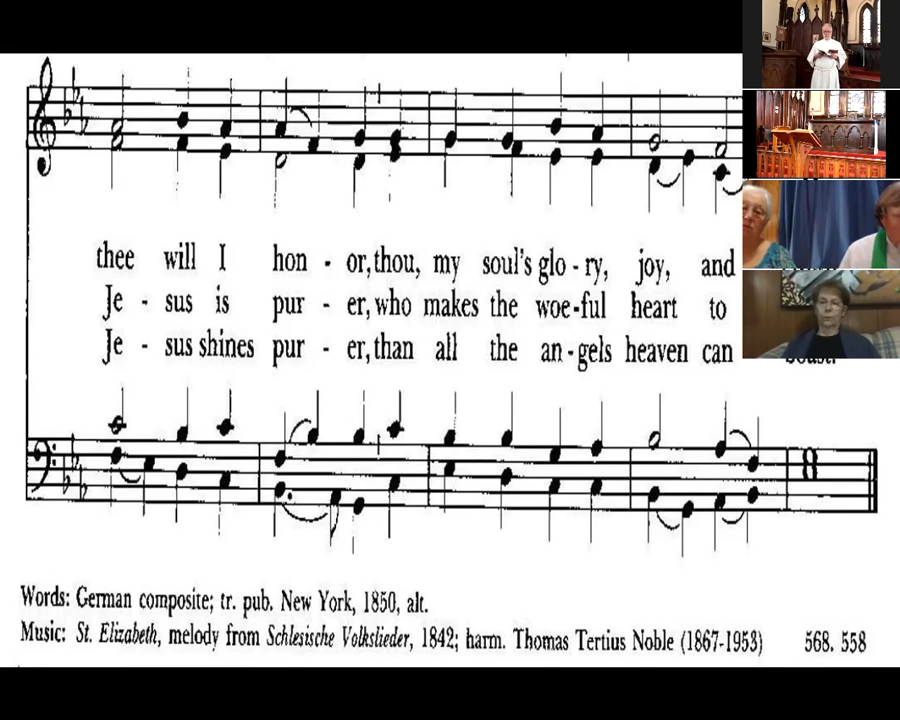 thee will I hon - or, thou, my soul's glo - ry, joy, and
Je - sus is pur - er, who makes the woe - ful heart to
Je - sus shines pur - er, than all the an - gels heaven can boast.
Words: German composite; tr. pub. New York, 1850, alt.
Music: St. Elizabeth, melody from Schlesische Volkslieder, 1842; harm. Thomas Tertius Noble (1867-1953) 568. 558